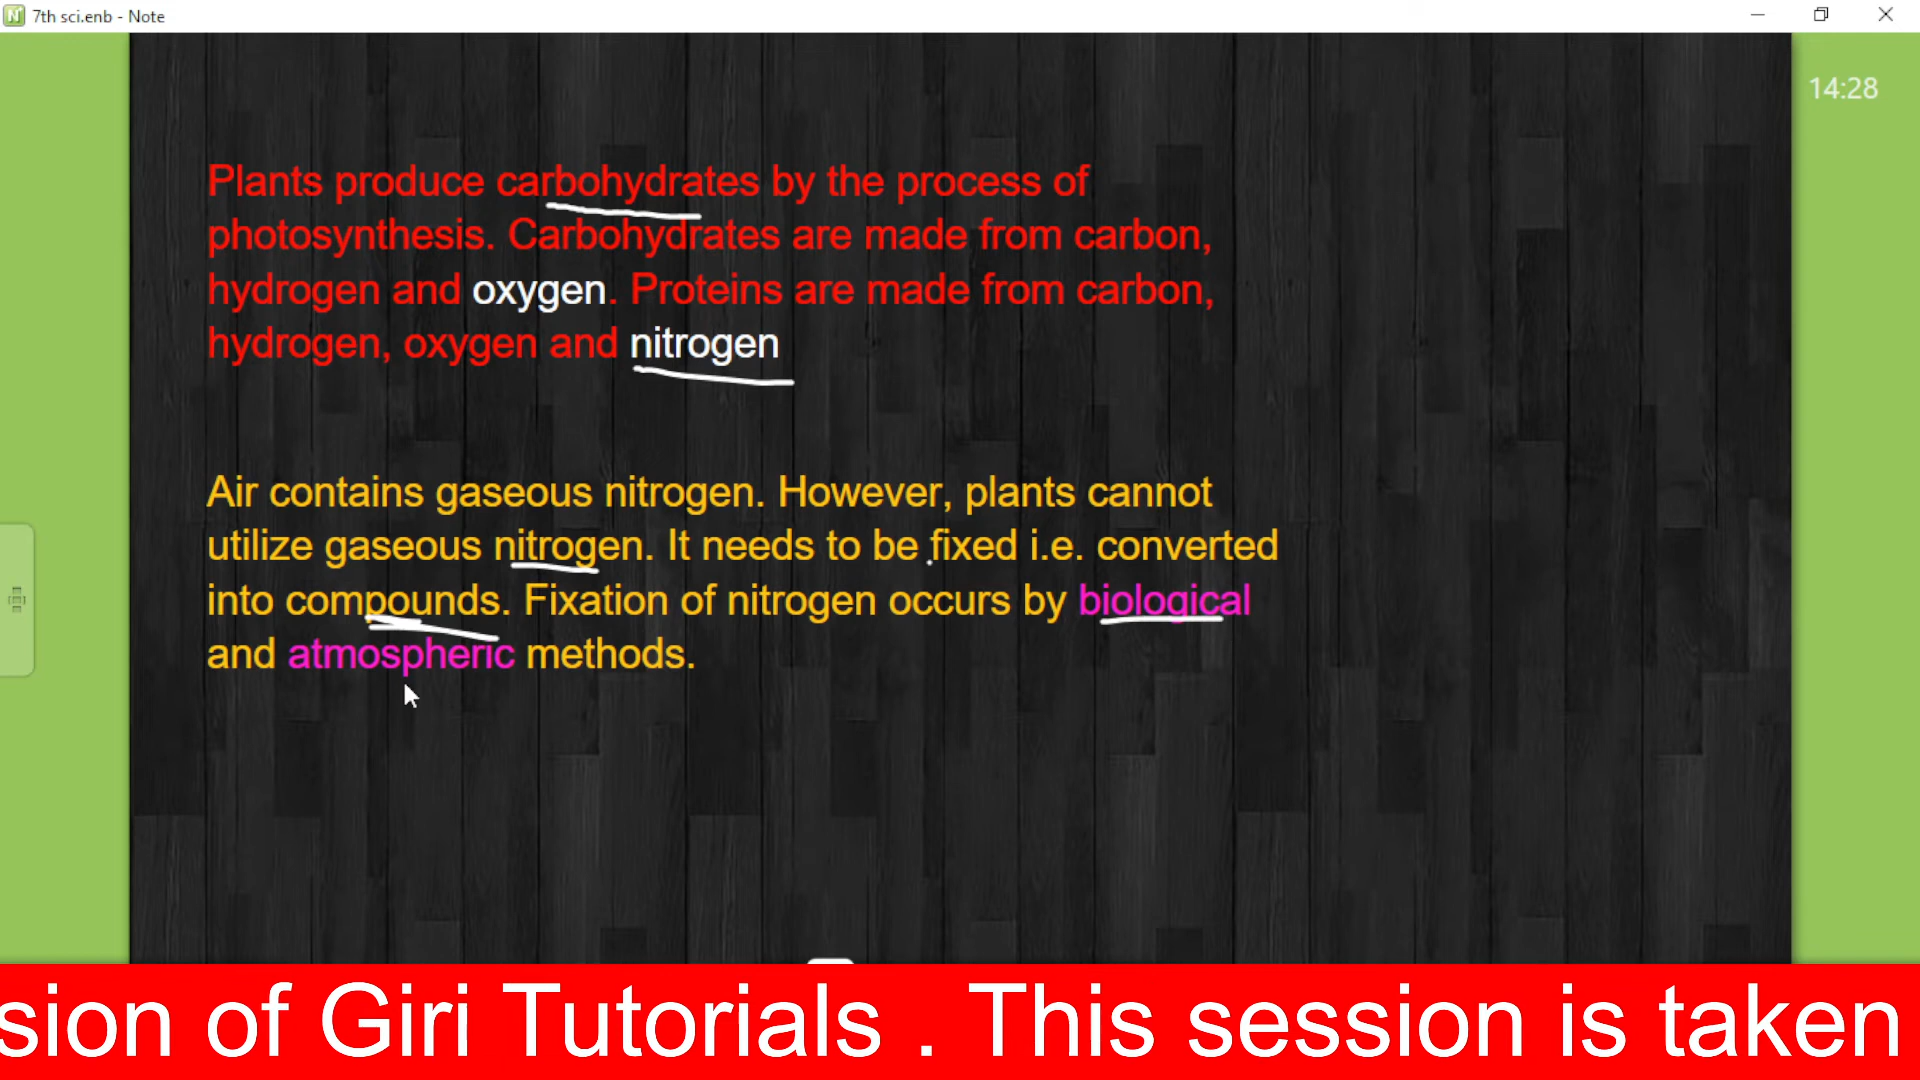 7th sci.enb - Note
14:28
Plants produce carbohydrates by the process of
photosynthesis. Carbohydrates are made from carbon,
hydrogen and oxygen. Proteins are made from carbon,
hydrogen, oxygen and nitrogen
Air contains gaseous nitrogen. However, plants cannot
utilize gaseous nitrogen. It needs to be fixed i.e. converted
into compounds. Fixation of nitrogen occurs by biological
and atmospheric methods.
sion of Giri Tutorials . This session is taken